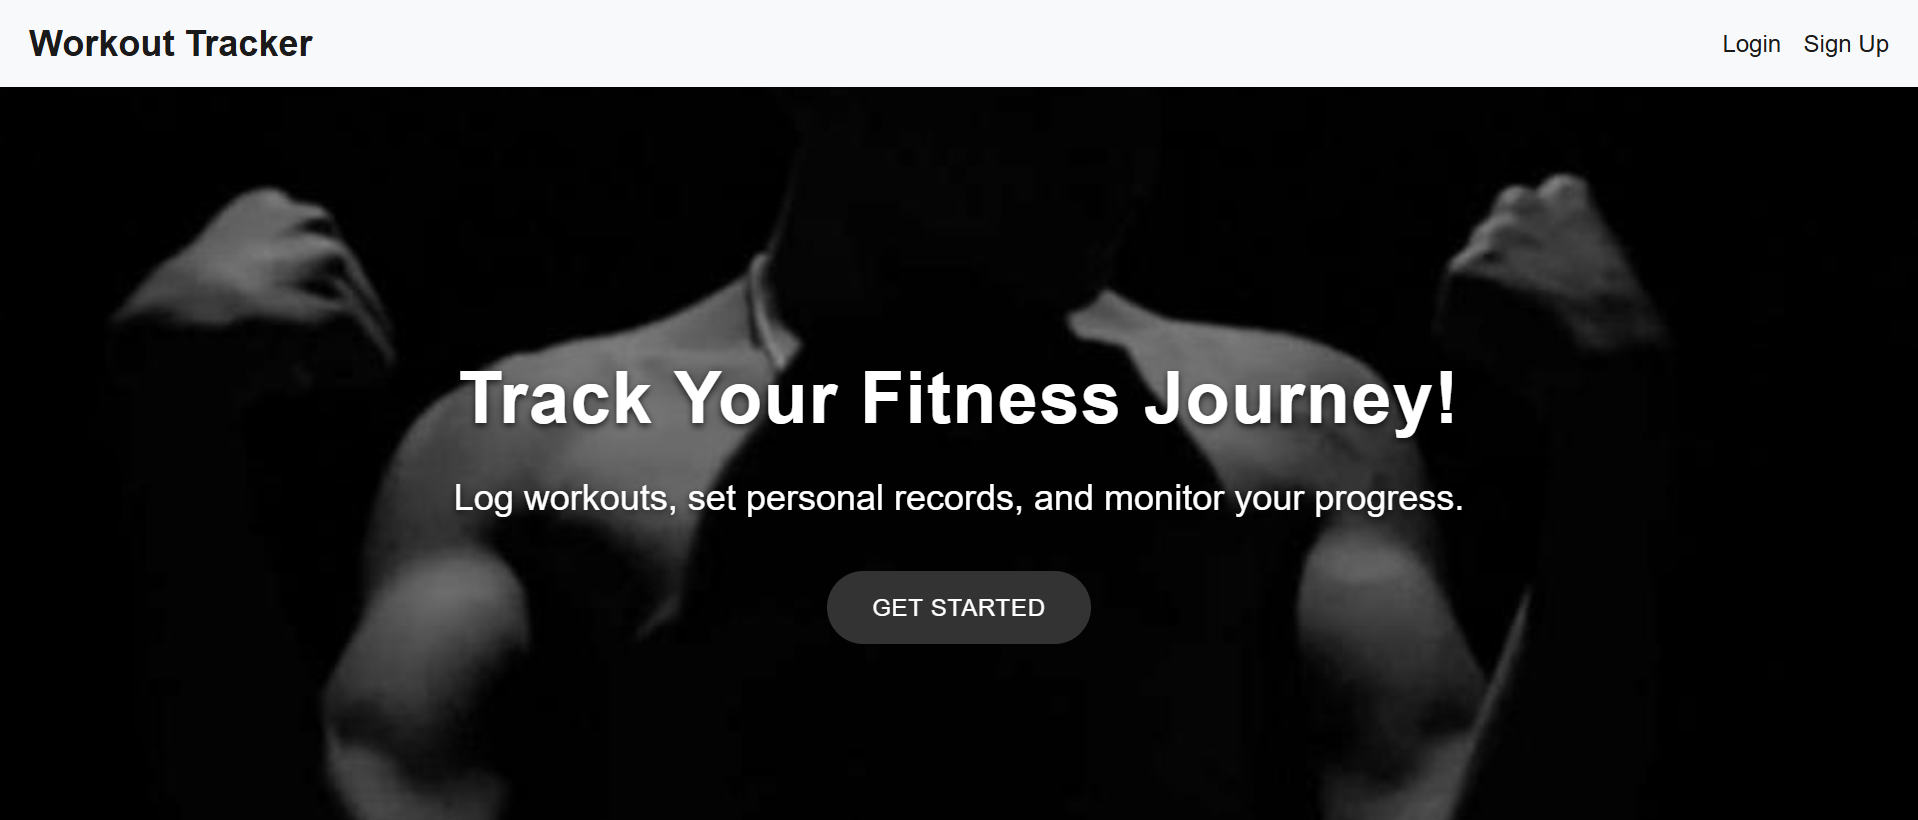 Workout Tracker
Login Sign Up
Track Your Fitness Journey!
Log workouts, set personal records, and monitor your progress.
GET STARTED